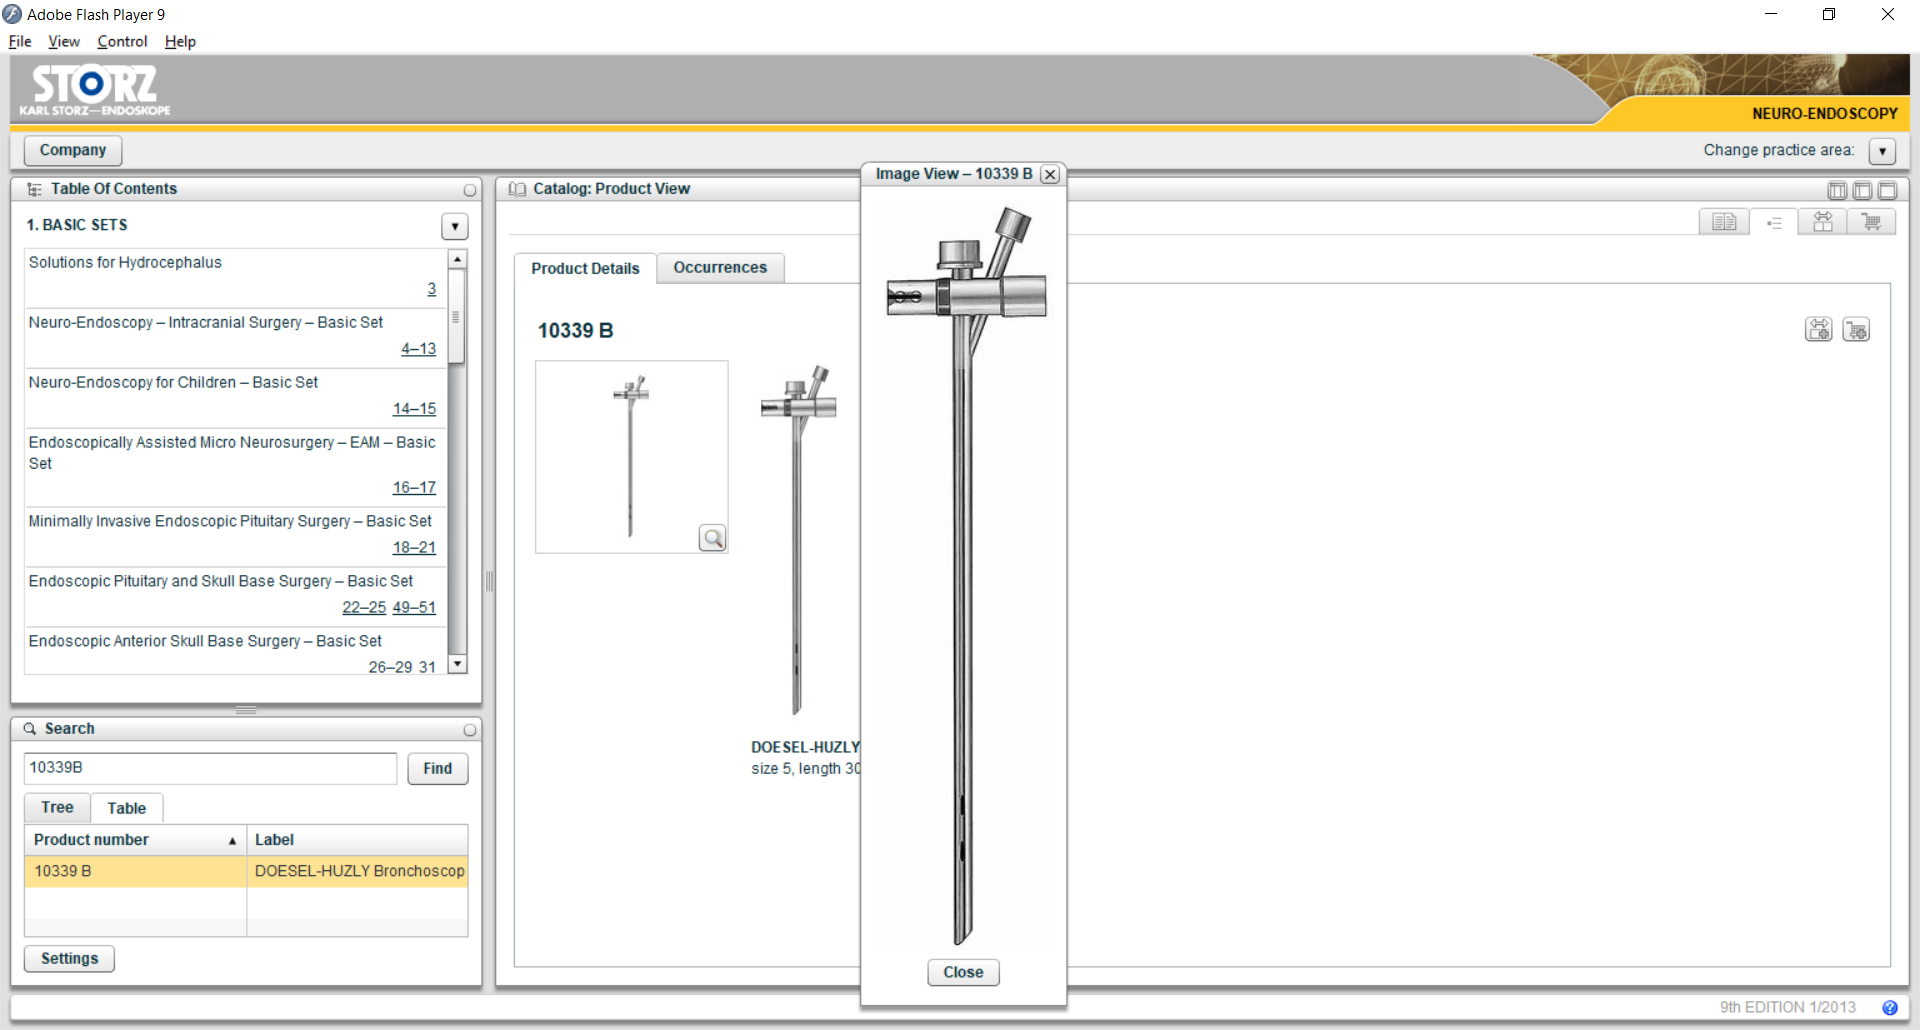 Adobe Flash Player 9
File View Control Help
STORZ
KARL STORZ—ENDOSKOPE
NEURO-ENDOSCOPY
Company
Change practice area:
Table Of Contents
1. BASIC SETS
Solutions for Hydrocephalus
3
Neuro-Endoscopy – Intracranial Surgery – Basic Set
4–13
Neuro-Endoscopy for Children – Basic Set
14–15
Endoscopically Assisted Micro Neurosurgery – EAM – Basic
Set
16–17
Minimally Invasive Endoscopic Pituitary Surgery – Basic Set
18–21
Endoscopic Pituitary and Skull Base Surgery – Basic Set
22–25 49–51
Endoscopic Anterior Skull Base Surgery – Basic Set
26–29 31
Search
10339B
Find
Tree
Table
Product number
Label
10339 B
DOESEL-HUZLY Bronchoscop
Settings
Catalog: Product View
Product Details
Occurrences
10339 B
DOESEL-HUZLY
size 5, length 30
Image View – 10339 B
Close
9th EDITION 1/2013